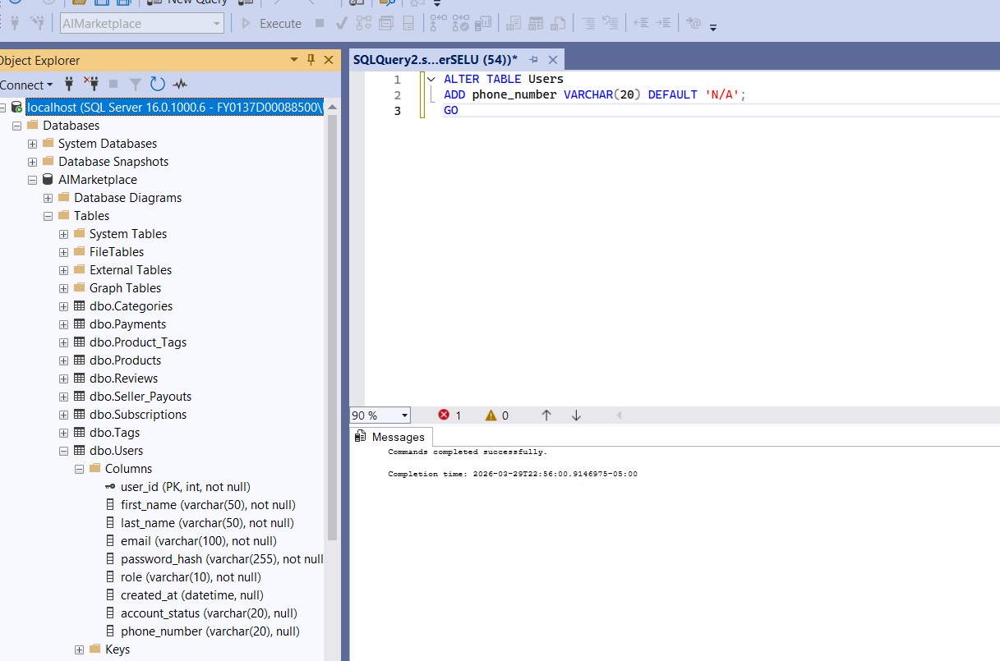 New Query
AIMarketplace
Execute
Object Explorer
Connect
localhost (SQL Server 16.0.1000.6 - FY0137D00088500\
Databases
System Databases
Database Snapshots
AIMarketplace
Database Diagrams
Tables
System Tables
FileTables
External Tables
Graph Tables
dbo.Categories
dbo.Payments
dbo.Product_Tags
dbo.Products
dbo.Reviews
dbo.Seller_Payouts
dbo.Subscriptions
dbo.Tags
dbo.Users
Columns
user_id (PK, int, not null)
first_name (varchar(50), not null)
last_name (varchar(50), not null)
email (varchar(100), not null)
password_hash (varchar(255), not null
role (varchar(10), not null)
created_at (datetime, null)
account_status (varchar(20), null)
phone_number (varchar(20), null)
Keys
SQLQuery2.s...erSELU (54))*
1 ALTER TABLE Users
2 ADD phone_number VARCHAR(20) DEFAULT 'N/A';
3 GO
90 % 1 0
Messages
Commands completed successfully.
Completion time: 2026-03-29T22:56:00.9146975-05:00